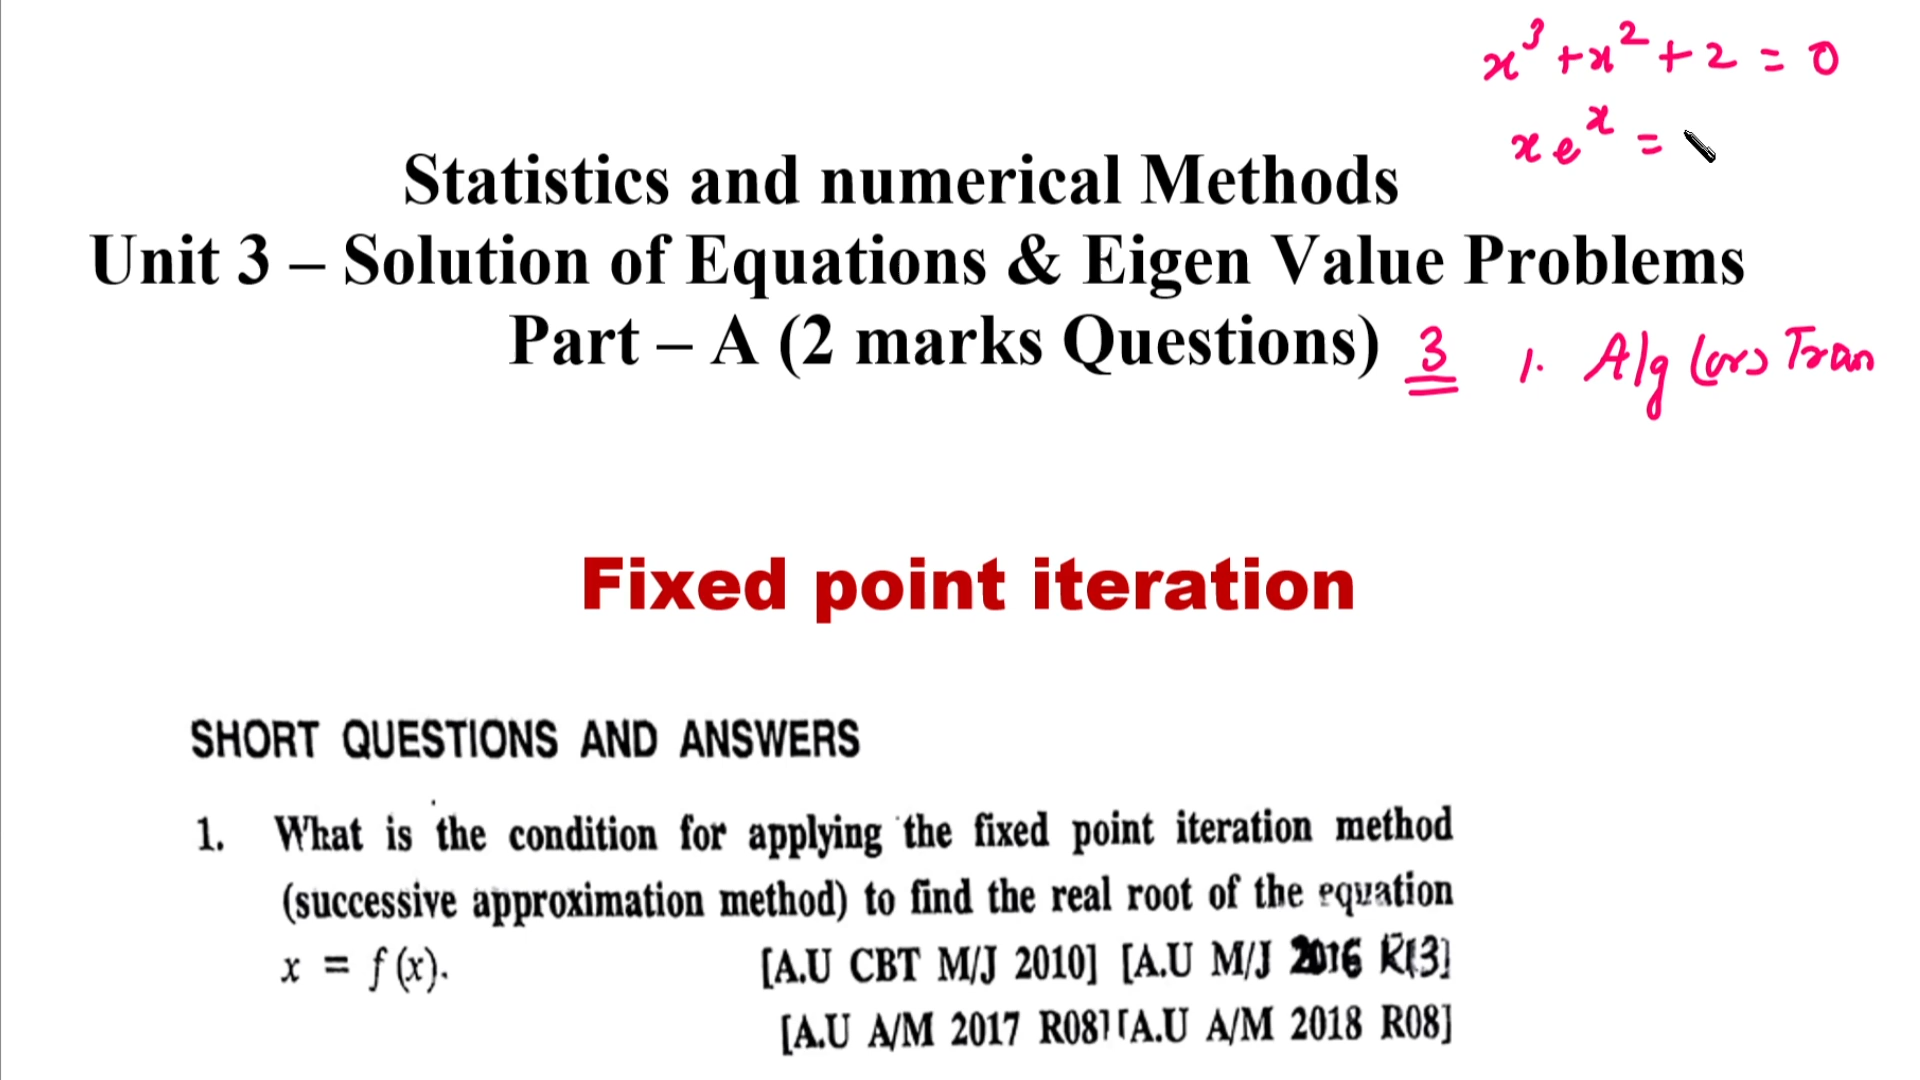 x³ + x² + 2 = 0
x eˣ =
Statistics and numerical Methods
Unit 3 – Solution of Equations & Eigen Value Problems
Part – A (2 marks Questions) 3 1. Alg (or) Tran
Fixed point iteration
SHORT QUESTIONS AND ANSWERS
1. What is the condition for applying the fixed point iteration method
(successive approximation method) to find the real root of the equation
x = f (x). [A.U CBT M/J 2010] [A.U M/J 2016 R13]
[A.U A/M 2017 R08] [A.U A/M 2018 R08]